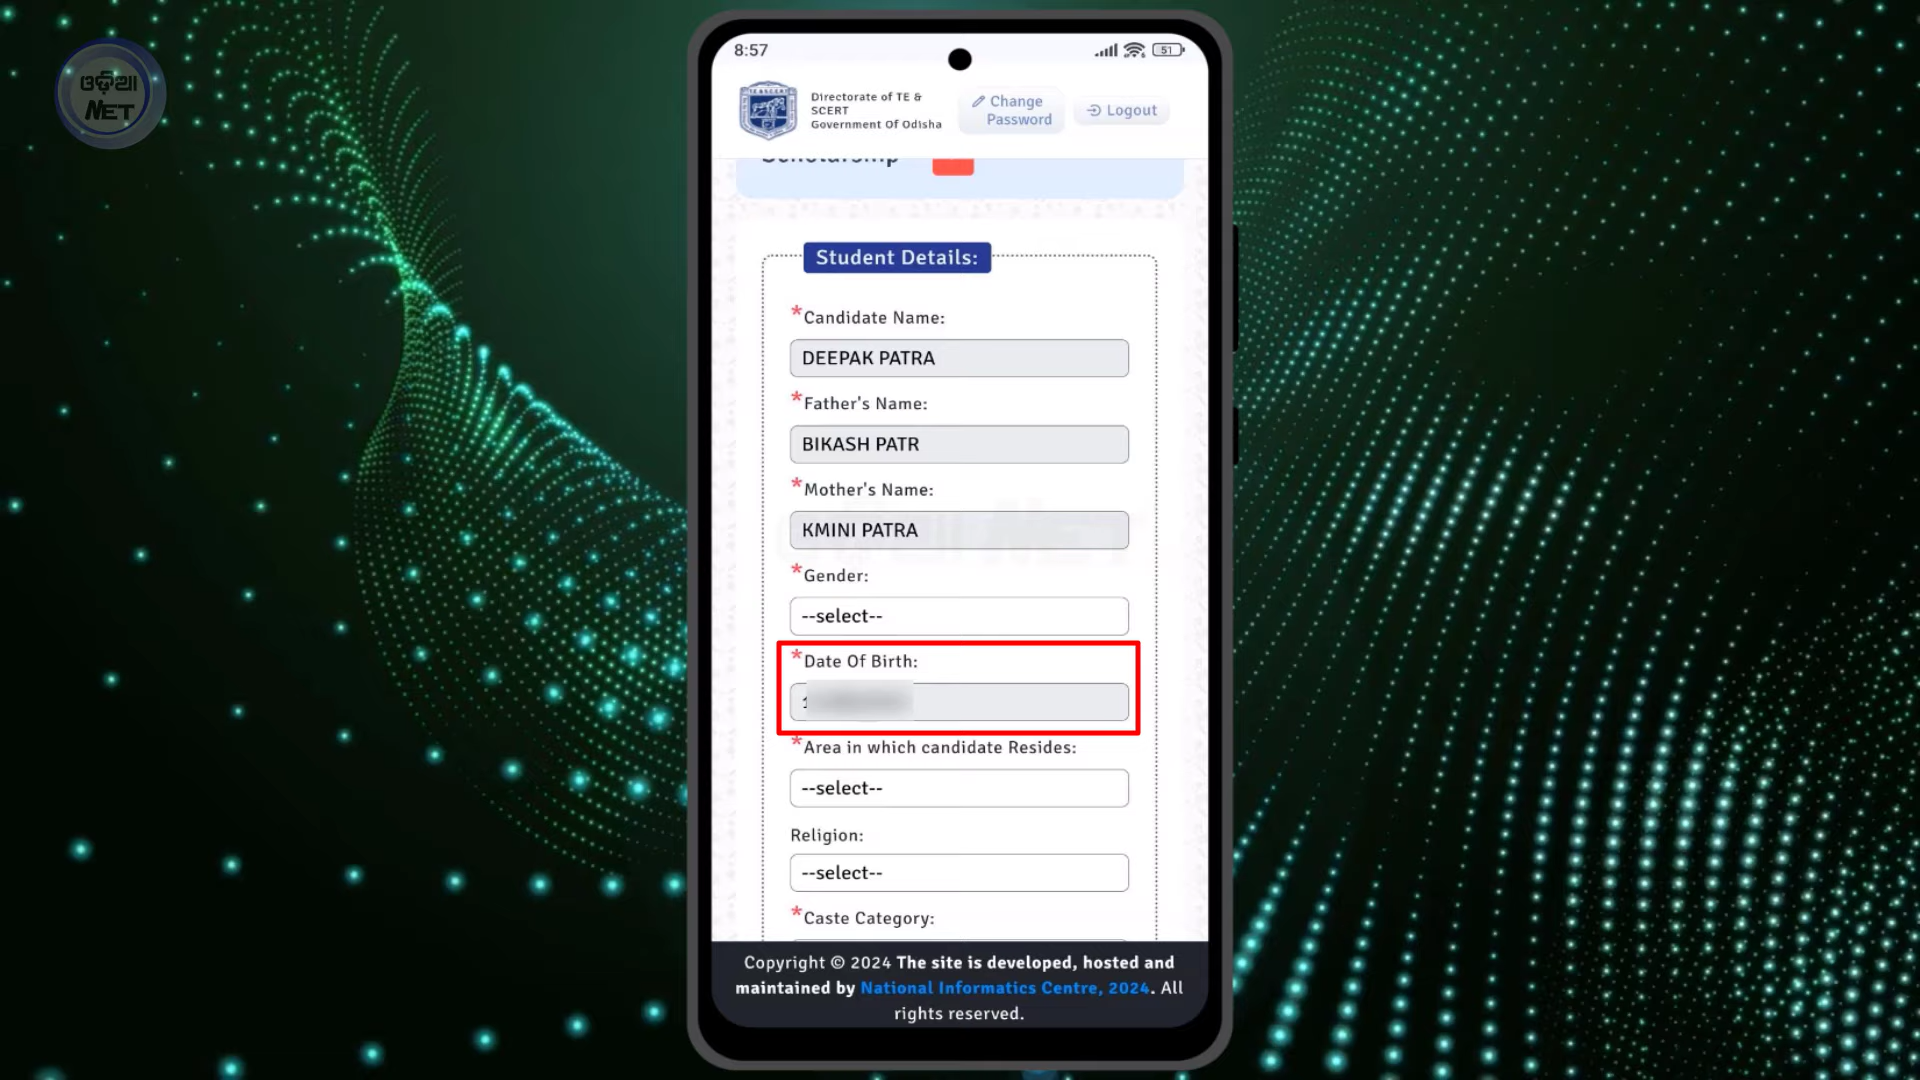 ଓଡ଼ିଆ
NET
8:57
51
Directorate of TE &
SCERT
Government Of Odisha
Change
Password
Logout
Student Details:
*Candidate Name:
DEEPAK PATRA
*Father's Name:
BIKASH PATR
*Mother's Name:
KMINI PATRA
*Gender:
--select--
*Date Of Birth:
*Area in which candidate Resides:
--select--
Religion:
--select--
*Caste Category:
Copyright © 2024 The site is developed, hosted and
maintained by National Informatics Centre, 2024. All
rights reserved.